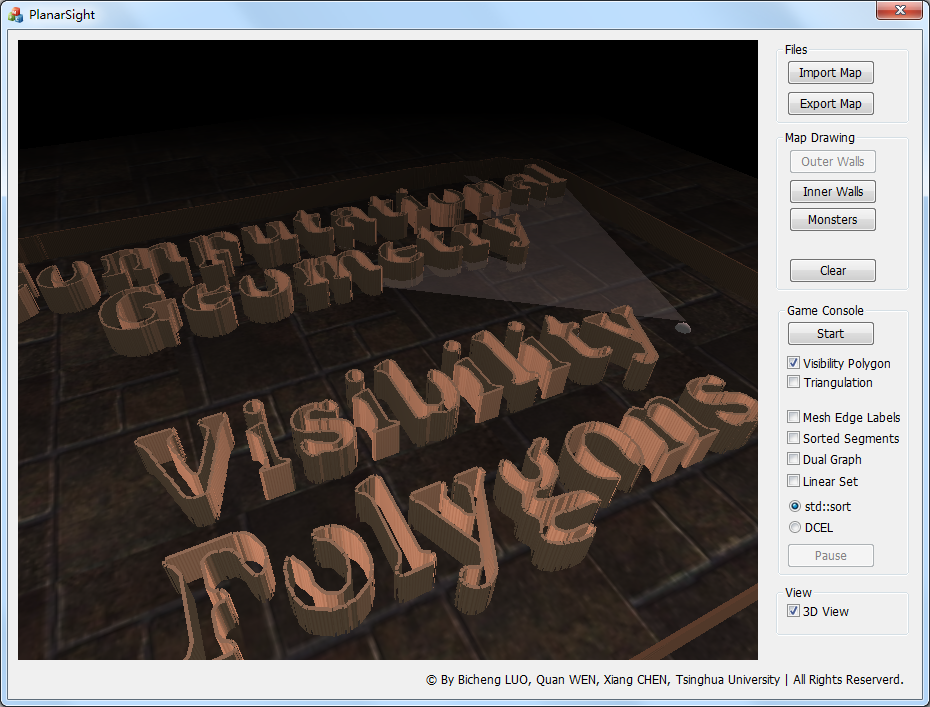 PlanarSight
Geometry
Visibility
Polygons
Files
Import Map
Export Map
Map Drawing
Outer Walls
Inner Walls
Monsters
Clear
Game Console
Start
Visibility Polygon
Triangulation
Mesh Edge Labels
Sorted Segments
Dual Graph
Linear Set
std::sort
DCEL
Pause
View
3D View
© By Bicheng LUO, Quan WEN, Xiang CHEN, Tsinghua University | All Rights Reserverd.